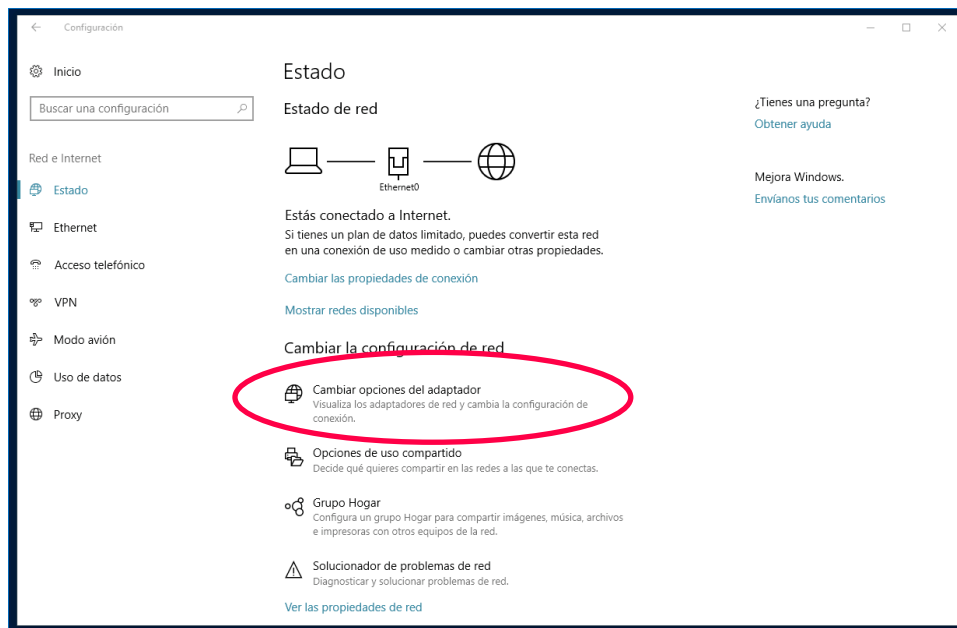 Configuración
Inicio
Buscar una configuración
Red e Internet
Estado
Ethernet
Acceso telefónico
VPN
Modo avión
Uso de datos
Proxy
Estado
Estado de red
Ethernet0
Estás conectado a Internet.
Si tienes un plan de datos limitado, puedes convertir esta red
en una conexión de uso medido o cambiar otras propiedades.
Cambiar las propiedades de conexión
Mostrar redes disponibles
Cambiar la configuración de red
Cambiar opciones del adaptador
Visualiza los adaptadores de red y cambia la configuración de
conexión.
Opciones de uso compartido
Decide qué quieres compartir en las redes a las que te conectas.
Grupo Hogar
Configura un grupo Hogar para compartir imágenes, música, archivos
e impresoras con otros equipos de la red.
Solucionador de problemas de red
Diagnosticar y solucionar problemas de red.
Ver las propiedades de red
¿Tienes una pregunta?
Obtener ayuda
Mejora Windows.
Envíanos tus comentarios